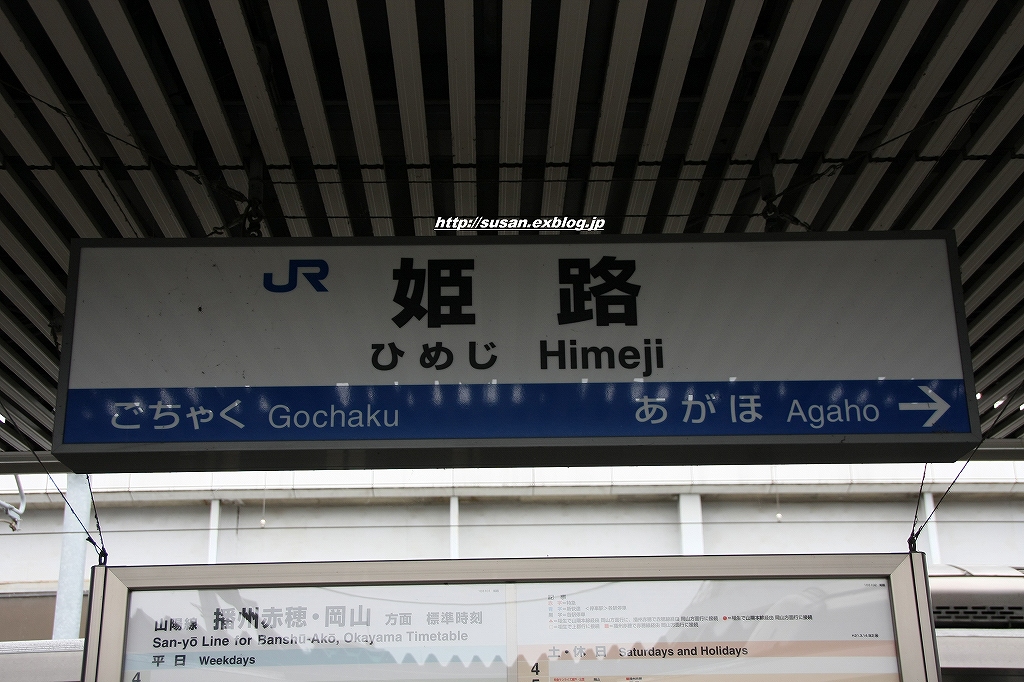 http://susan.exblog.jp
JR 姫路
ひめじ Himeji
ごちゃく Gochaku あがほ Agaho →
山陽線 播州赤穂・岡山 方面 標準時刻
San-yō Line for Banshū-Akō, Okayama Timetable
平日 Weekdays
土・休日 Saturdays and Holidays
4
4